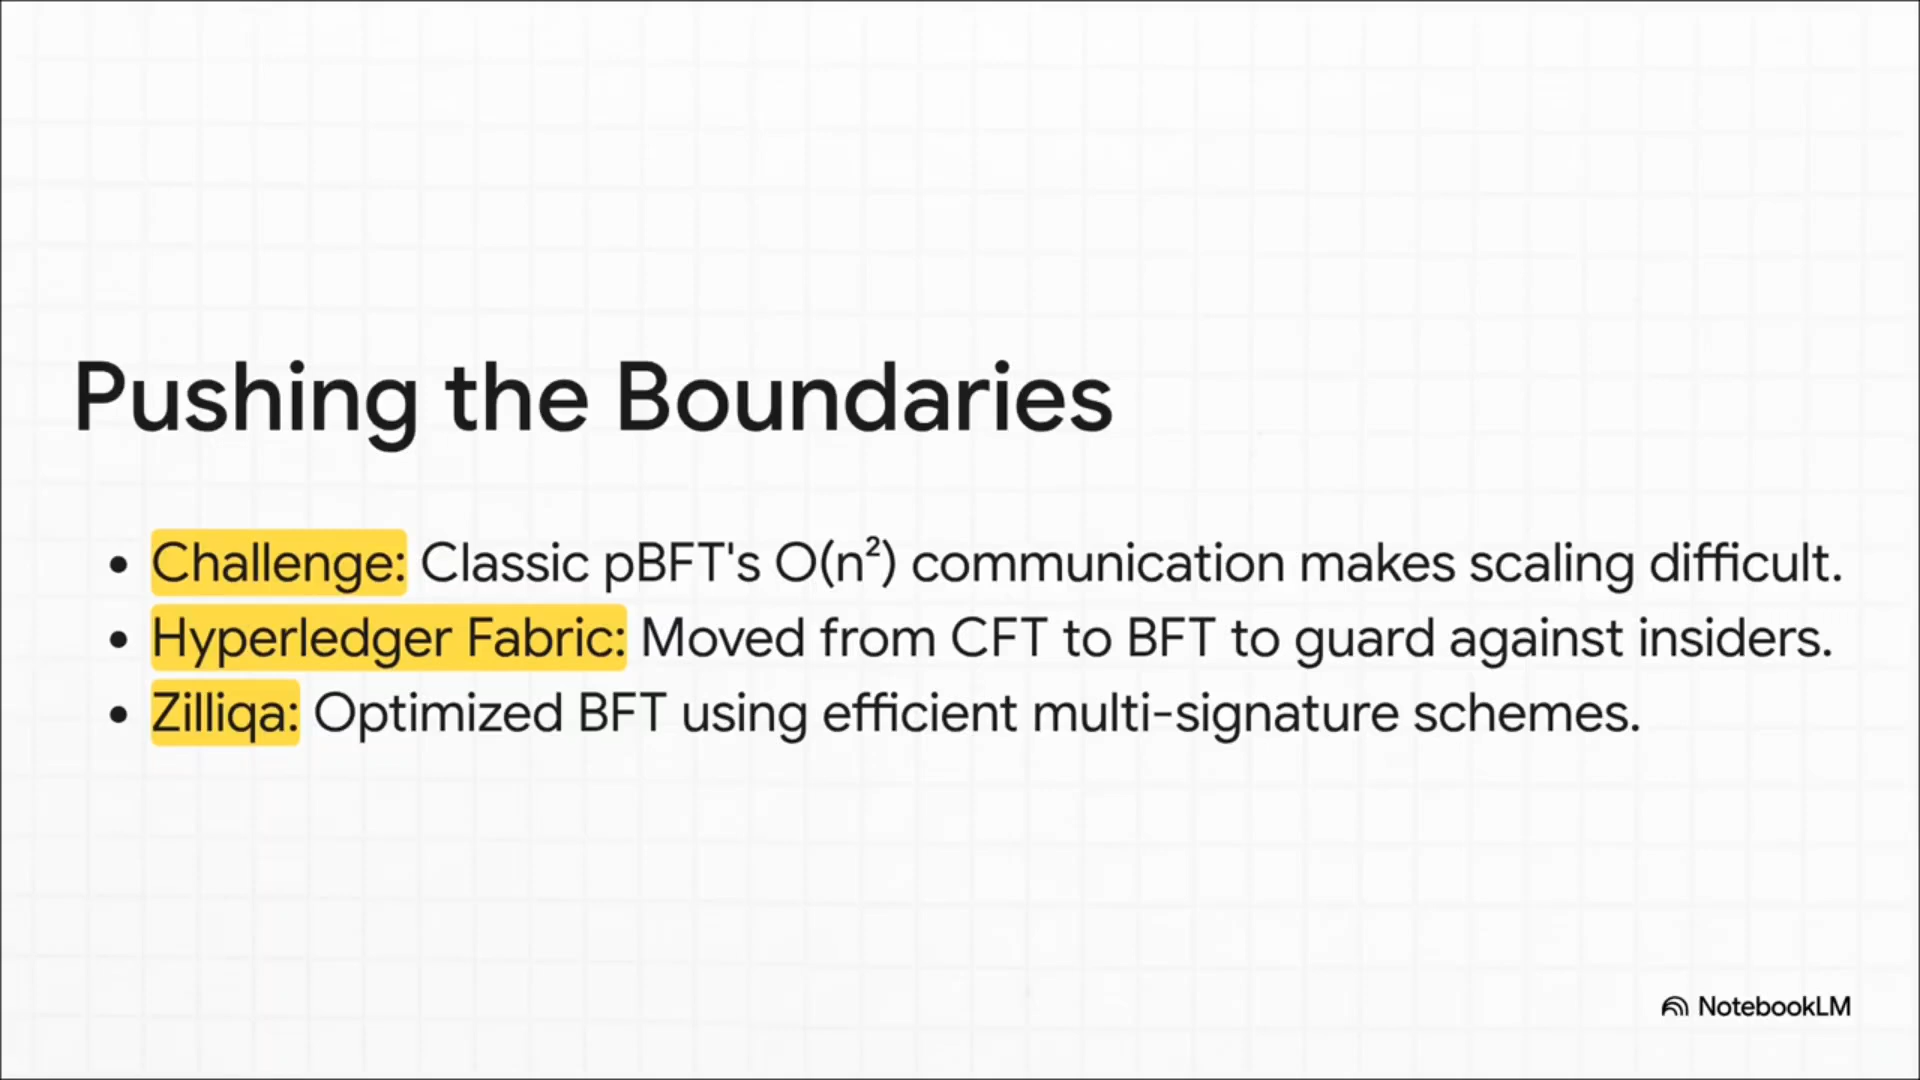 Pushing the Boundaries
• Challenge: Classic pBFT's O(n²) communication makes scaling difficult.
• Hyperledger Fabric: Moved from CFT to BFT to guard against insiders.
• Zilliqa: Optimized BFT using efficient multi-signature schemes.
NotebookLM